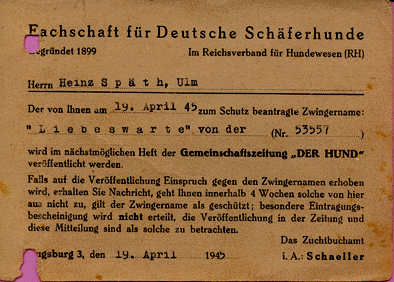 Fachschaft für Deutsche Schäferhunde
Gegründet 1899 Im Reichsverband für Hundewesen (RH)
Herrn Heinz Späth, Ulm
Der von Ihnen am 19. April 45 zum Schutz beantragte Zwingername:
"Liebeswarte" von der (Nr. 53557 )
wird im nächstmöglichen Heft der Gemeinschaftszeitung „DER HUND"
veröffentlicht werden.
Falls auf die Veröffentlichung Einspruch gegen den Zwingernamen erhoben
wird, erhalten Sie Nachricht, geht Ihnen innerhalb 4 Wochen solche von hier
aus nicht zu, gilt der Zwingername als geschützt; besondere Eintragungs-
bescheinigung wird nicht erteilt, die Veröffentlichung in der Zeitung und
diese Mitteilung sind als solche zu betrachten.
Das Zuchtbuchamt
Augsburg 3, den 19. April 1945 i. A.: Schaeller